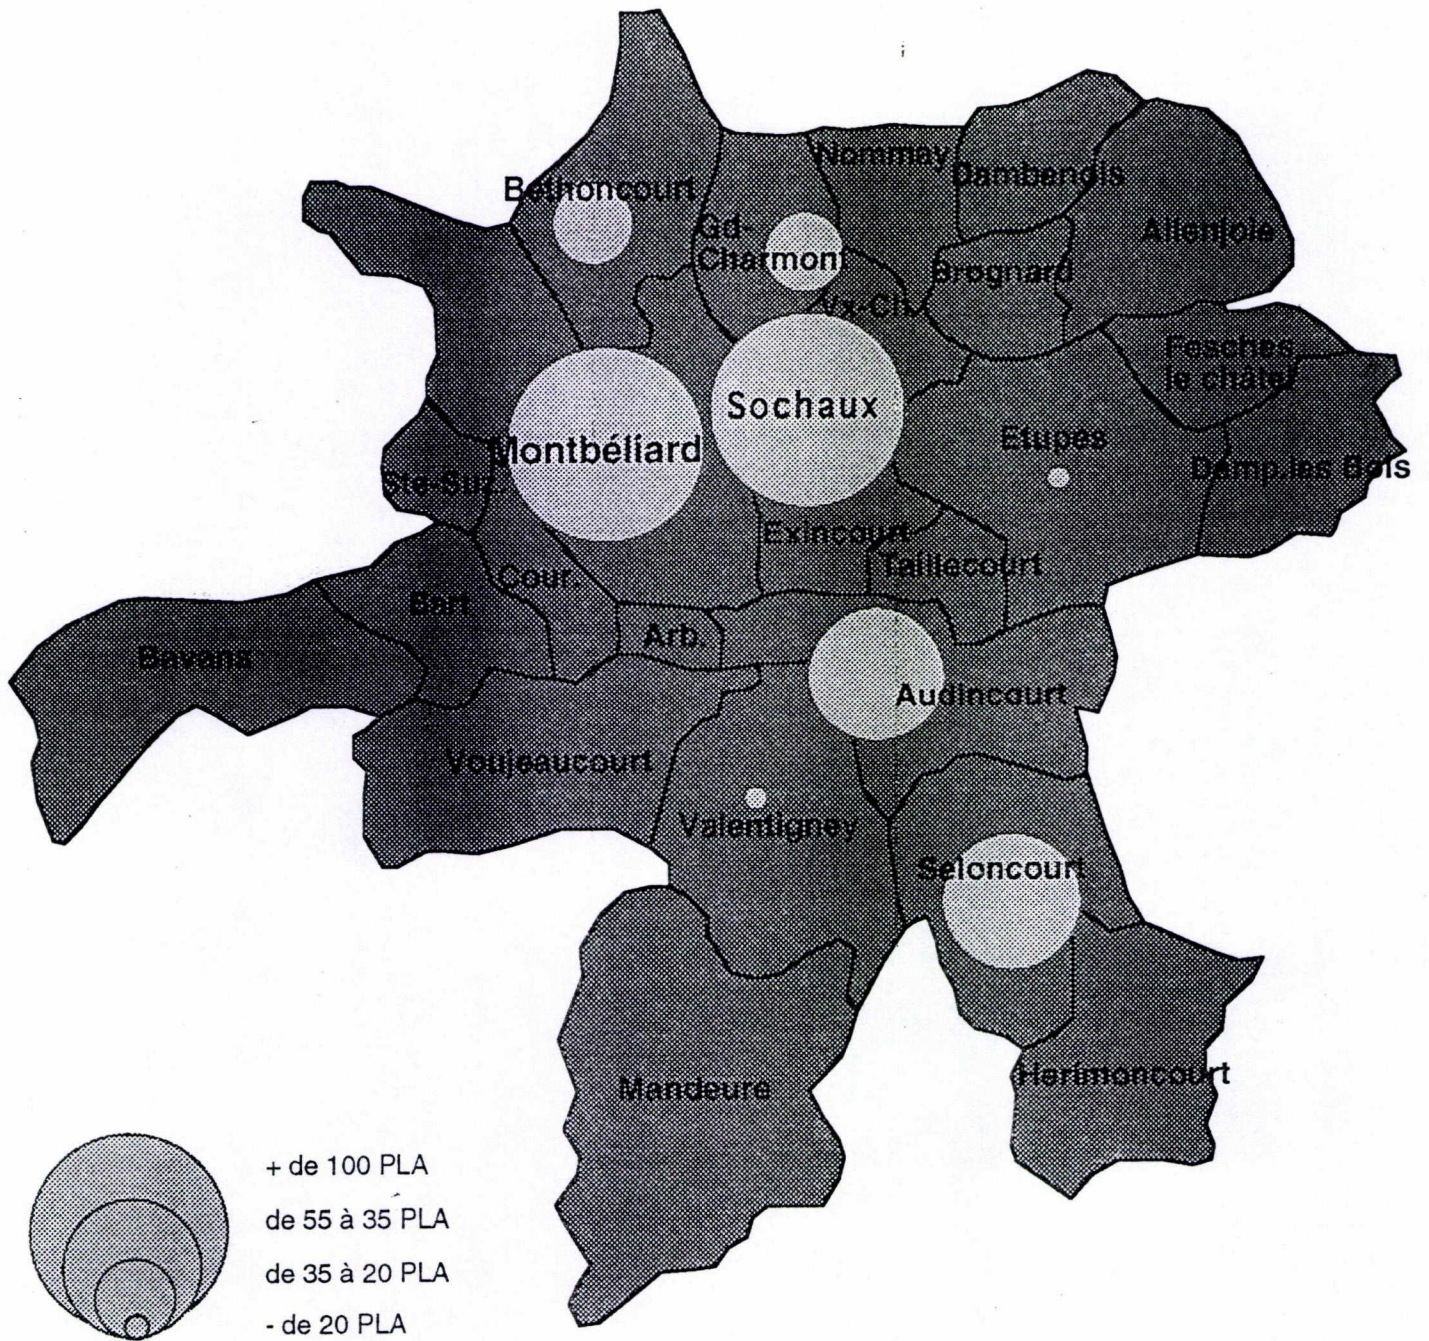 Nommay
Dambenois
Béthoncourt
Gd-
Charmont
Allenjoie
Brognard
Vx-Ch.
Fesches
le châtel
Sochaux
Etupes
Montbéliard
Damp.les Bois
Ste-Suz.
Exincourt
Taillecourt
Cour.
Bart
Arb.
Bavans
Audincourt
Voujeaucourt
Valentigney
Seloncourt
Mandeure
Herimoncourt
+ de 100 PLA
de 55 à 35 PLA
de 35 à 20 PLA
- de 20 PLA